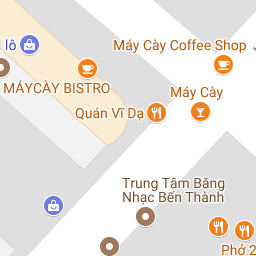 lô
Máy Cày Coffee Shop
MÁYCÀY BISTRO
Máy Cày
Quán Vĩ Dạ
Trung Tâm Băng
Nhạc Bến Thành
Phở 2